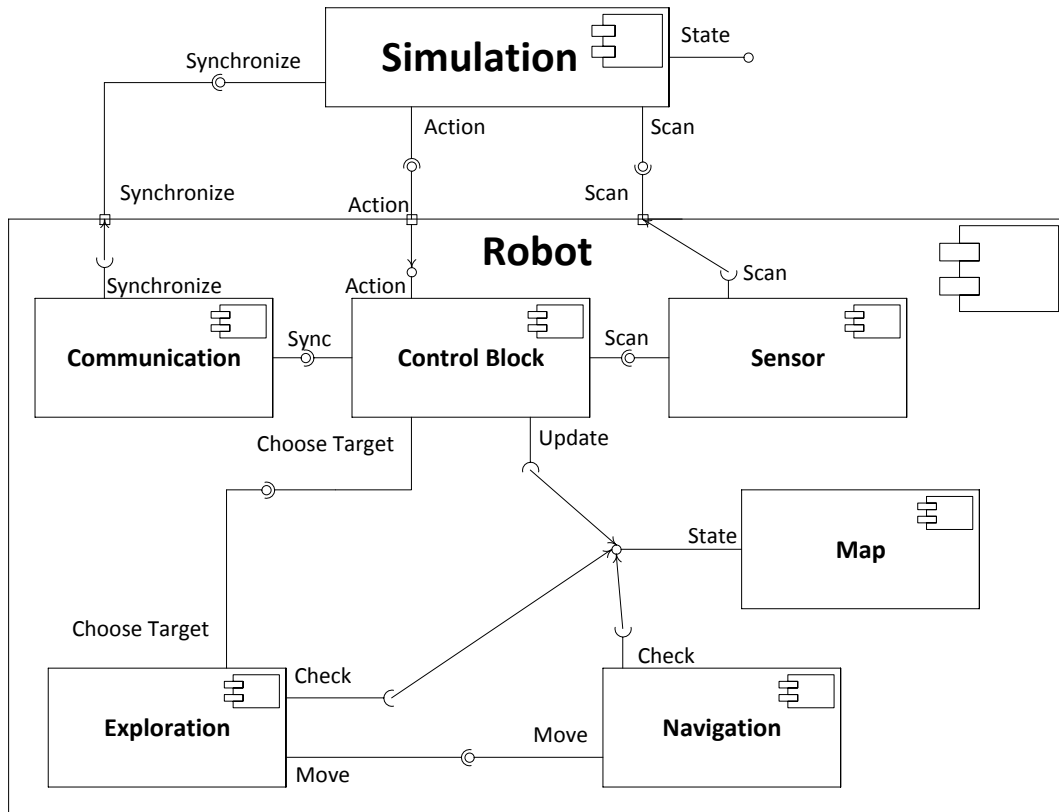 State
Simulation
Synchronize
Action
Scan
Synchronize
Action
Scan
Robot
Synchronize
Action
Scan
Communication
Sync
Control Block
Scan
Sensor
Choose Target
Update
State
Map
Choose Target
Check
Check
Exploration
Navigation
Move
Move